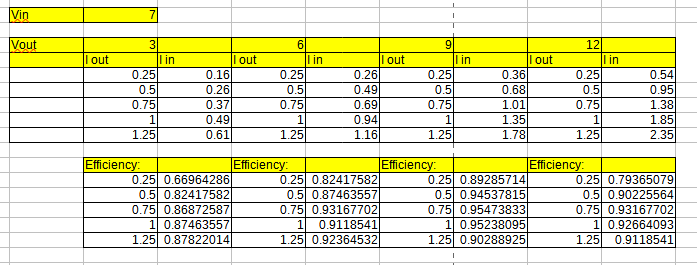 Vin 7
Vout 3 6 9 12
I out I in I out I in I out I in I out I in
0.25 0.16 0.25 0.26 0.25 0.36 0.25 0.54
0.5 0.26 0.5 0.49 0.5 0.68 0.5 0.95
0.75 0.37 0.75 0.69 0.75 1.01 0.75 1.38
1 0.49 1 0.94 1 1.35 1 1.85
1.25 0.61 1.25 1.16 1.25 1.78 1.25 2.35
Efficiency: Efficiency: Efficiency: Efficiency:
0.25 0.66964286 0.25 0.82417582 0.25 0.89285714 0.25 0.79365079
0.5 0.82417582 0.5 0.87463557 0.5 0.94537815 0.5 0.90225564
0.75 0.86872587 0.75 0.93167702 0.75 0.95473833 0.75 0.93167702
1 0.87463557 1 0.9118541 1 0.95238095 1 0.92664093
1.25 0.87822014 1.25 0.92364532 1.25 0.90288925 1.25 0.9118541